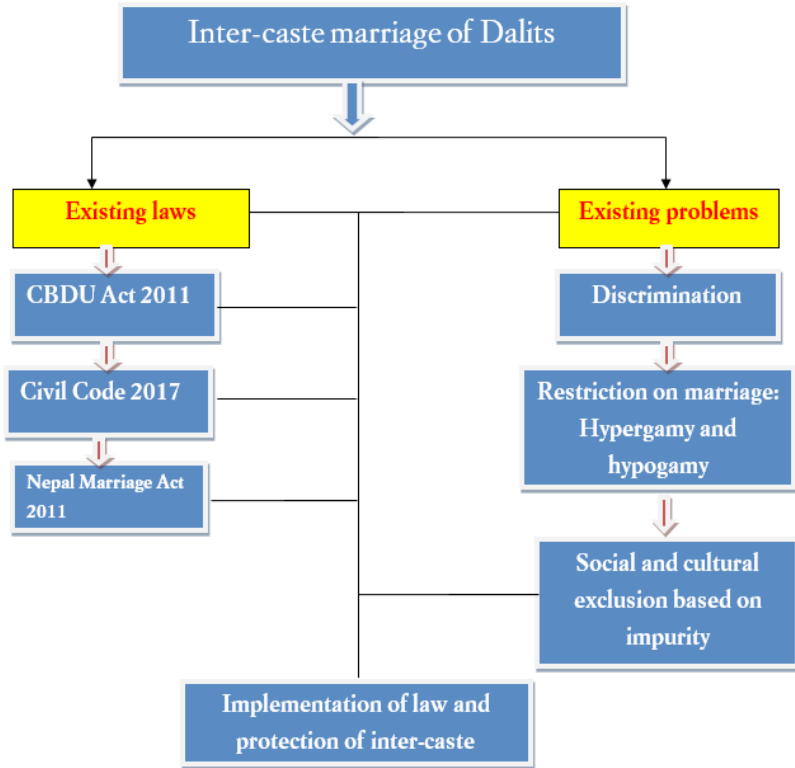 Inter-caste marriage of Dalits
Existing laws
Existing problems
CBDU Act 2011
Discrimination
Civil Code 2017
Restriction on marriage:
Hypergamy and
hypogamy
Nepal Marriage Act
2011
Social and cultural
exclusion based on
impurity
Implementation of law and
protection of inter-caste